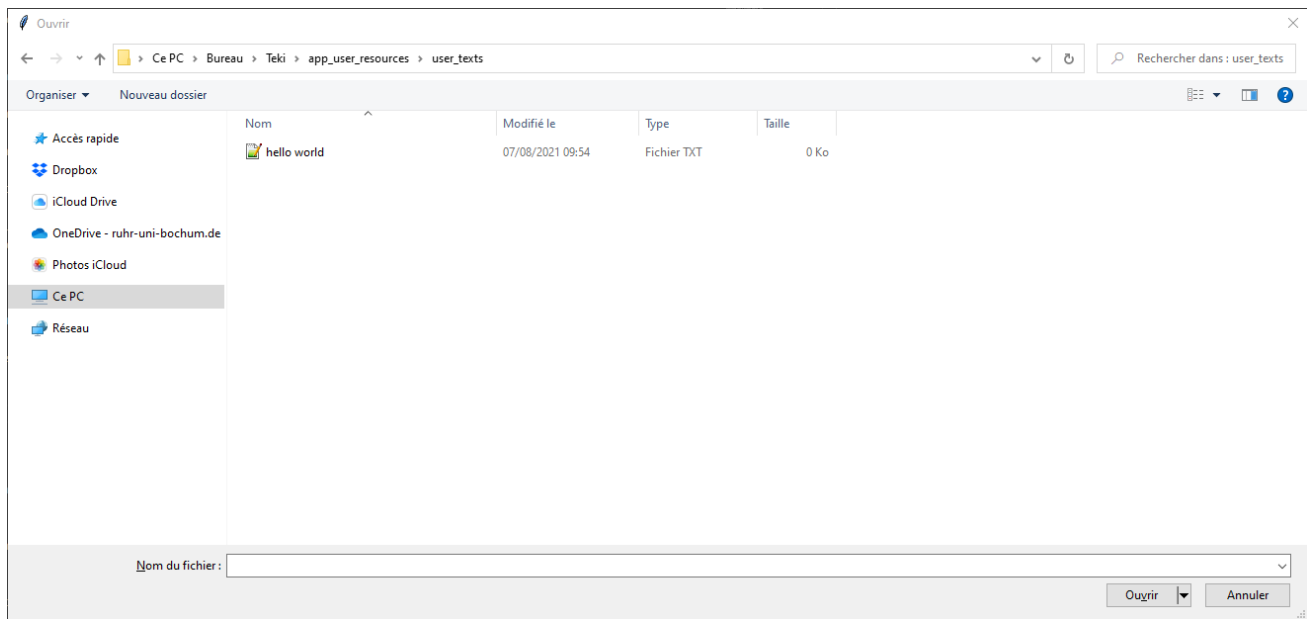 Ouvrir
Ce PC > Bureau > Teki > app_user_resources > user_texts
Rechercher dans : user_texts
Organiser
Nouveau dossier
Nom
Modifié le
Type
Taille
hello world
07/08/2021 09:54
Fichier TXT
0 Ko
Accès rapide
Dropbox
iCloud Drive
OneDrive - ruhr-uni-bochum.de
Photos iCloud
Ce PC
Réseau
Nom du fichier :
Ouvrir
Annuler